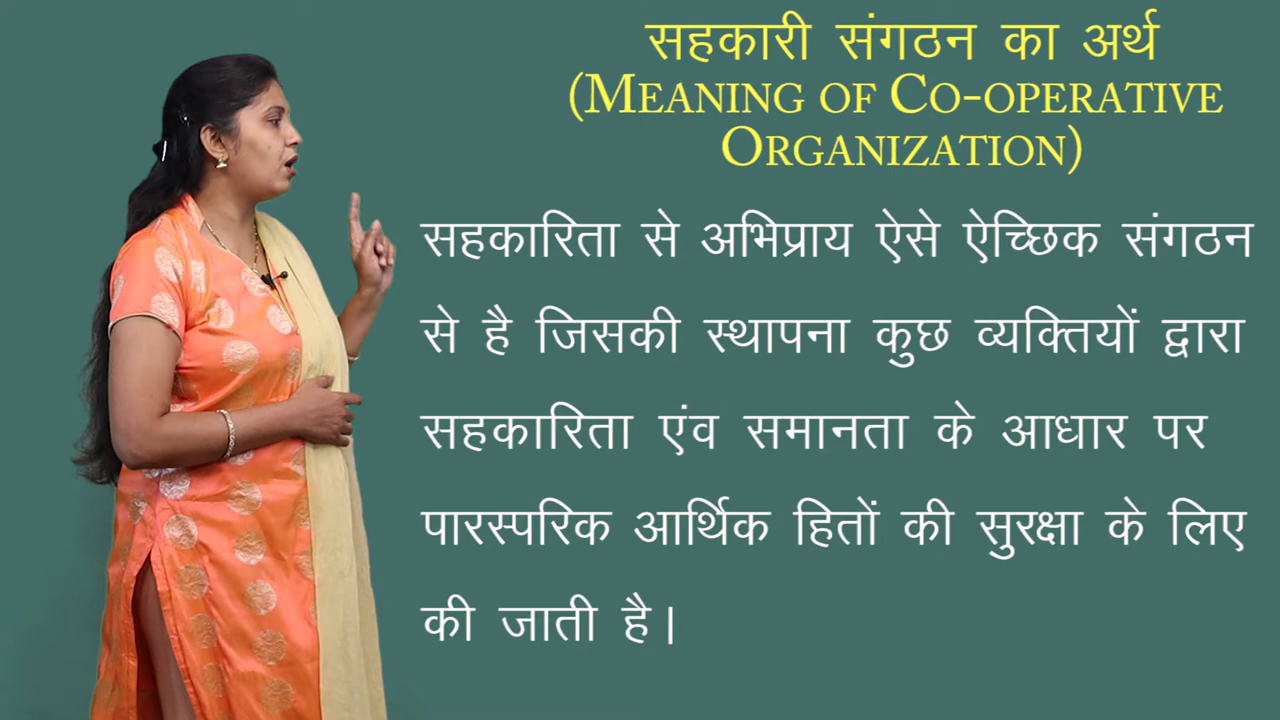 सहकारी संगठन का अर्थ
(MEANING OF CO-OPERATIVE
ORGANIZATION)
सहकारिता से अभिप्राय ऐसे ऐच्छिक संगठन
से है जिसकी स्थापना कुछ व्यक्तियों द्वारा
सहकारिता एंव समानता के आधार पर
पारस्परिक आर्थिक हितों की सुरक्षा के लिए
की जाती है।